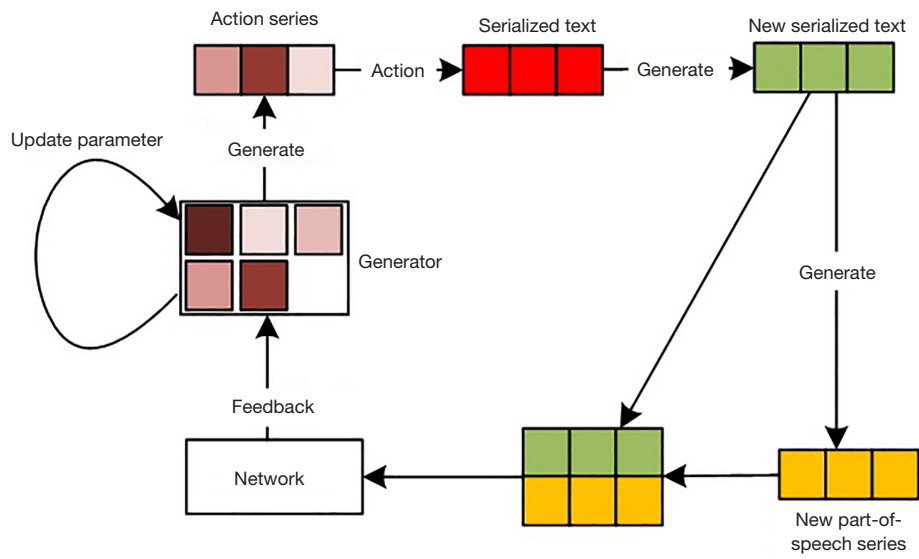 Action series
Serialized text
New serialized text
Action
Generate
Update parameter
Generate
Generator
Generate
Feedback
Network
New part-of-
speech series